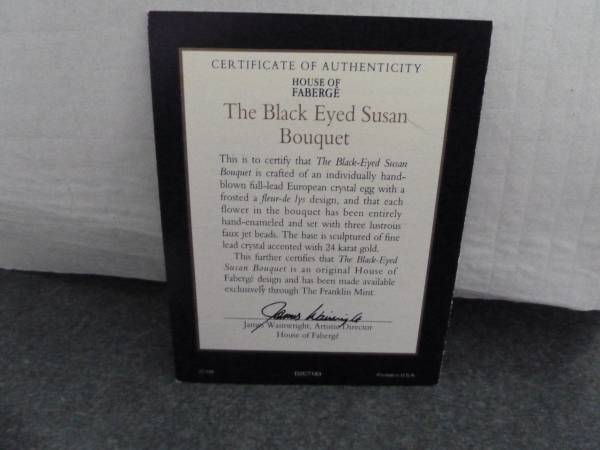 CERTIFICATE OF AUTHENTICITY
HOUSE OF
FABERGÉ
The Black Eyed Susan
Bouquet
This is to certify that The Black-Eyed Susan
Bouquet is crafted of an individually hand-
blown full-lead European crystal egg with a
frosted a fleur-de lys design, and that each
flower in the bouquet has been entirely
hand-enameled and set with three lustrous
faux jet beads. The base is sculptured of fine
lead crystal accented with 24 karat gold.
This further certifies that The Black-Eyed
Susan Bouquet is an original House of
Fabergé design and has been made available
exclusively through The Franklin Mint.
James Wainwright
James Wainwright, Artistic Director
House of Fabergé
Printed in U.S.A.